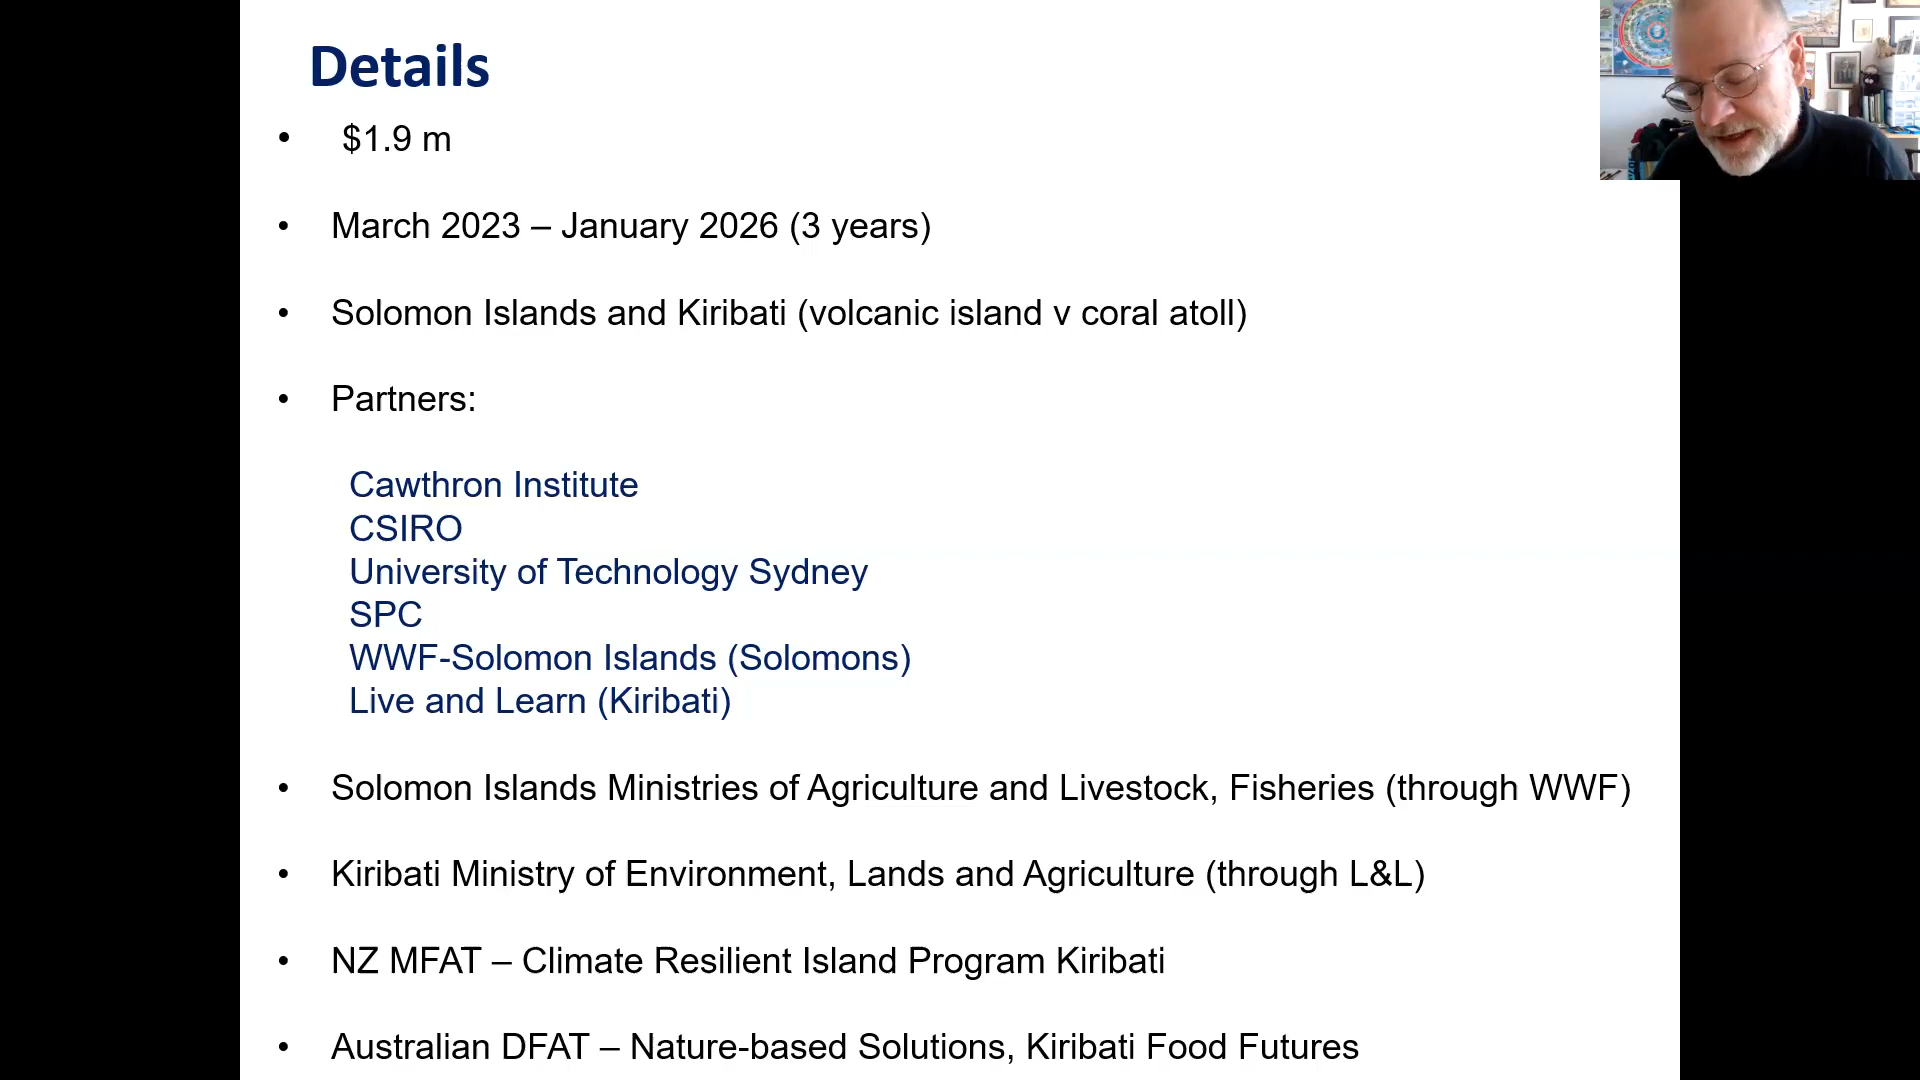 Details
• $1.9 m
• March 2023 – January 2026 (3 years)
• Solomon Islands and Kiribati (volcanic island v coral atoll)
• Partners:
Cawthron Institute
CSIRO
University of Technology Sydney
SPC
WWF-Solomon Islands (Solomons)
Live and Learn (Kiribati)
• Solomon Islands Ministries of Agriculture and Livestock, Fisheries (through WWF)
• Kiribati Ministry of Environment, Lands and Agriculture (through L&L)
• NZ MFAT – Climate Resilient Island Program Kiribati
• Australian DFAT – Nature-based Solutions, Kiribati Food Futures